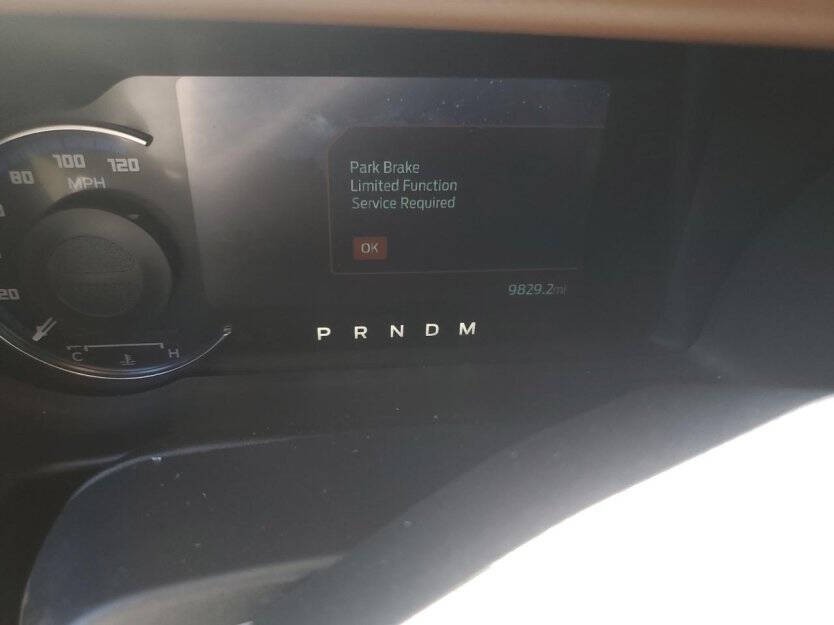 100
120
80
MPH
Park Brake
Limited Function
Service Required
OK
9829.2mi
20
P R N D M
C H